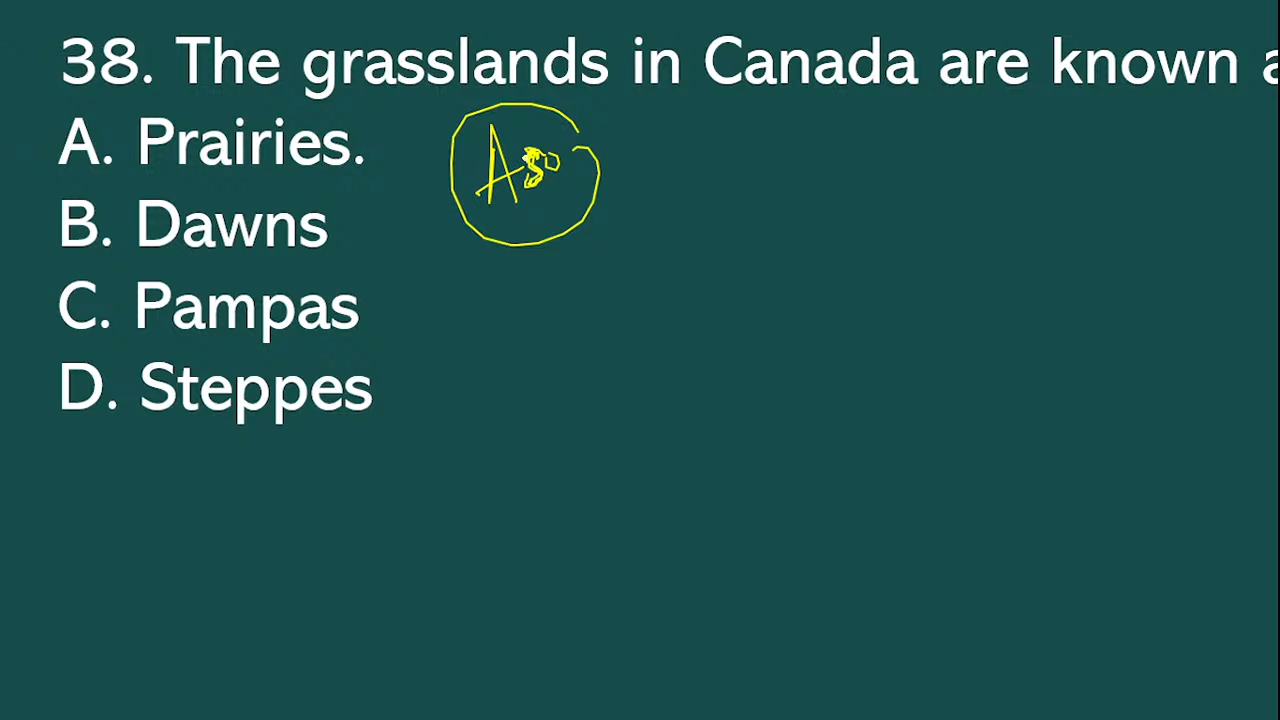 38. The grasslands in Canada are known a
A. Prairies.
B. Dawns
C. Pampas
D. Steppes